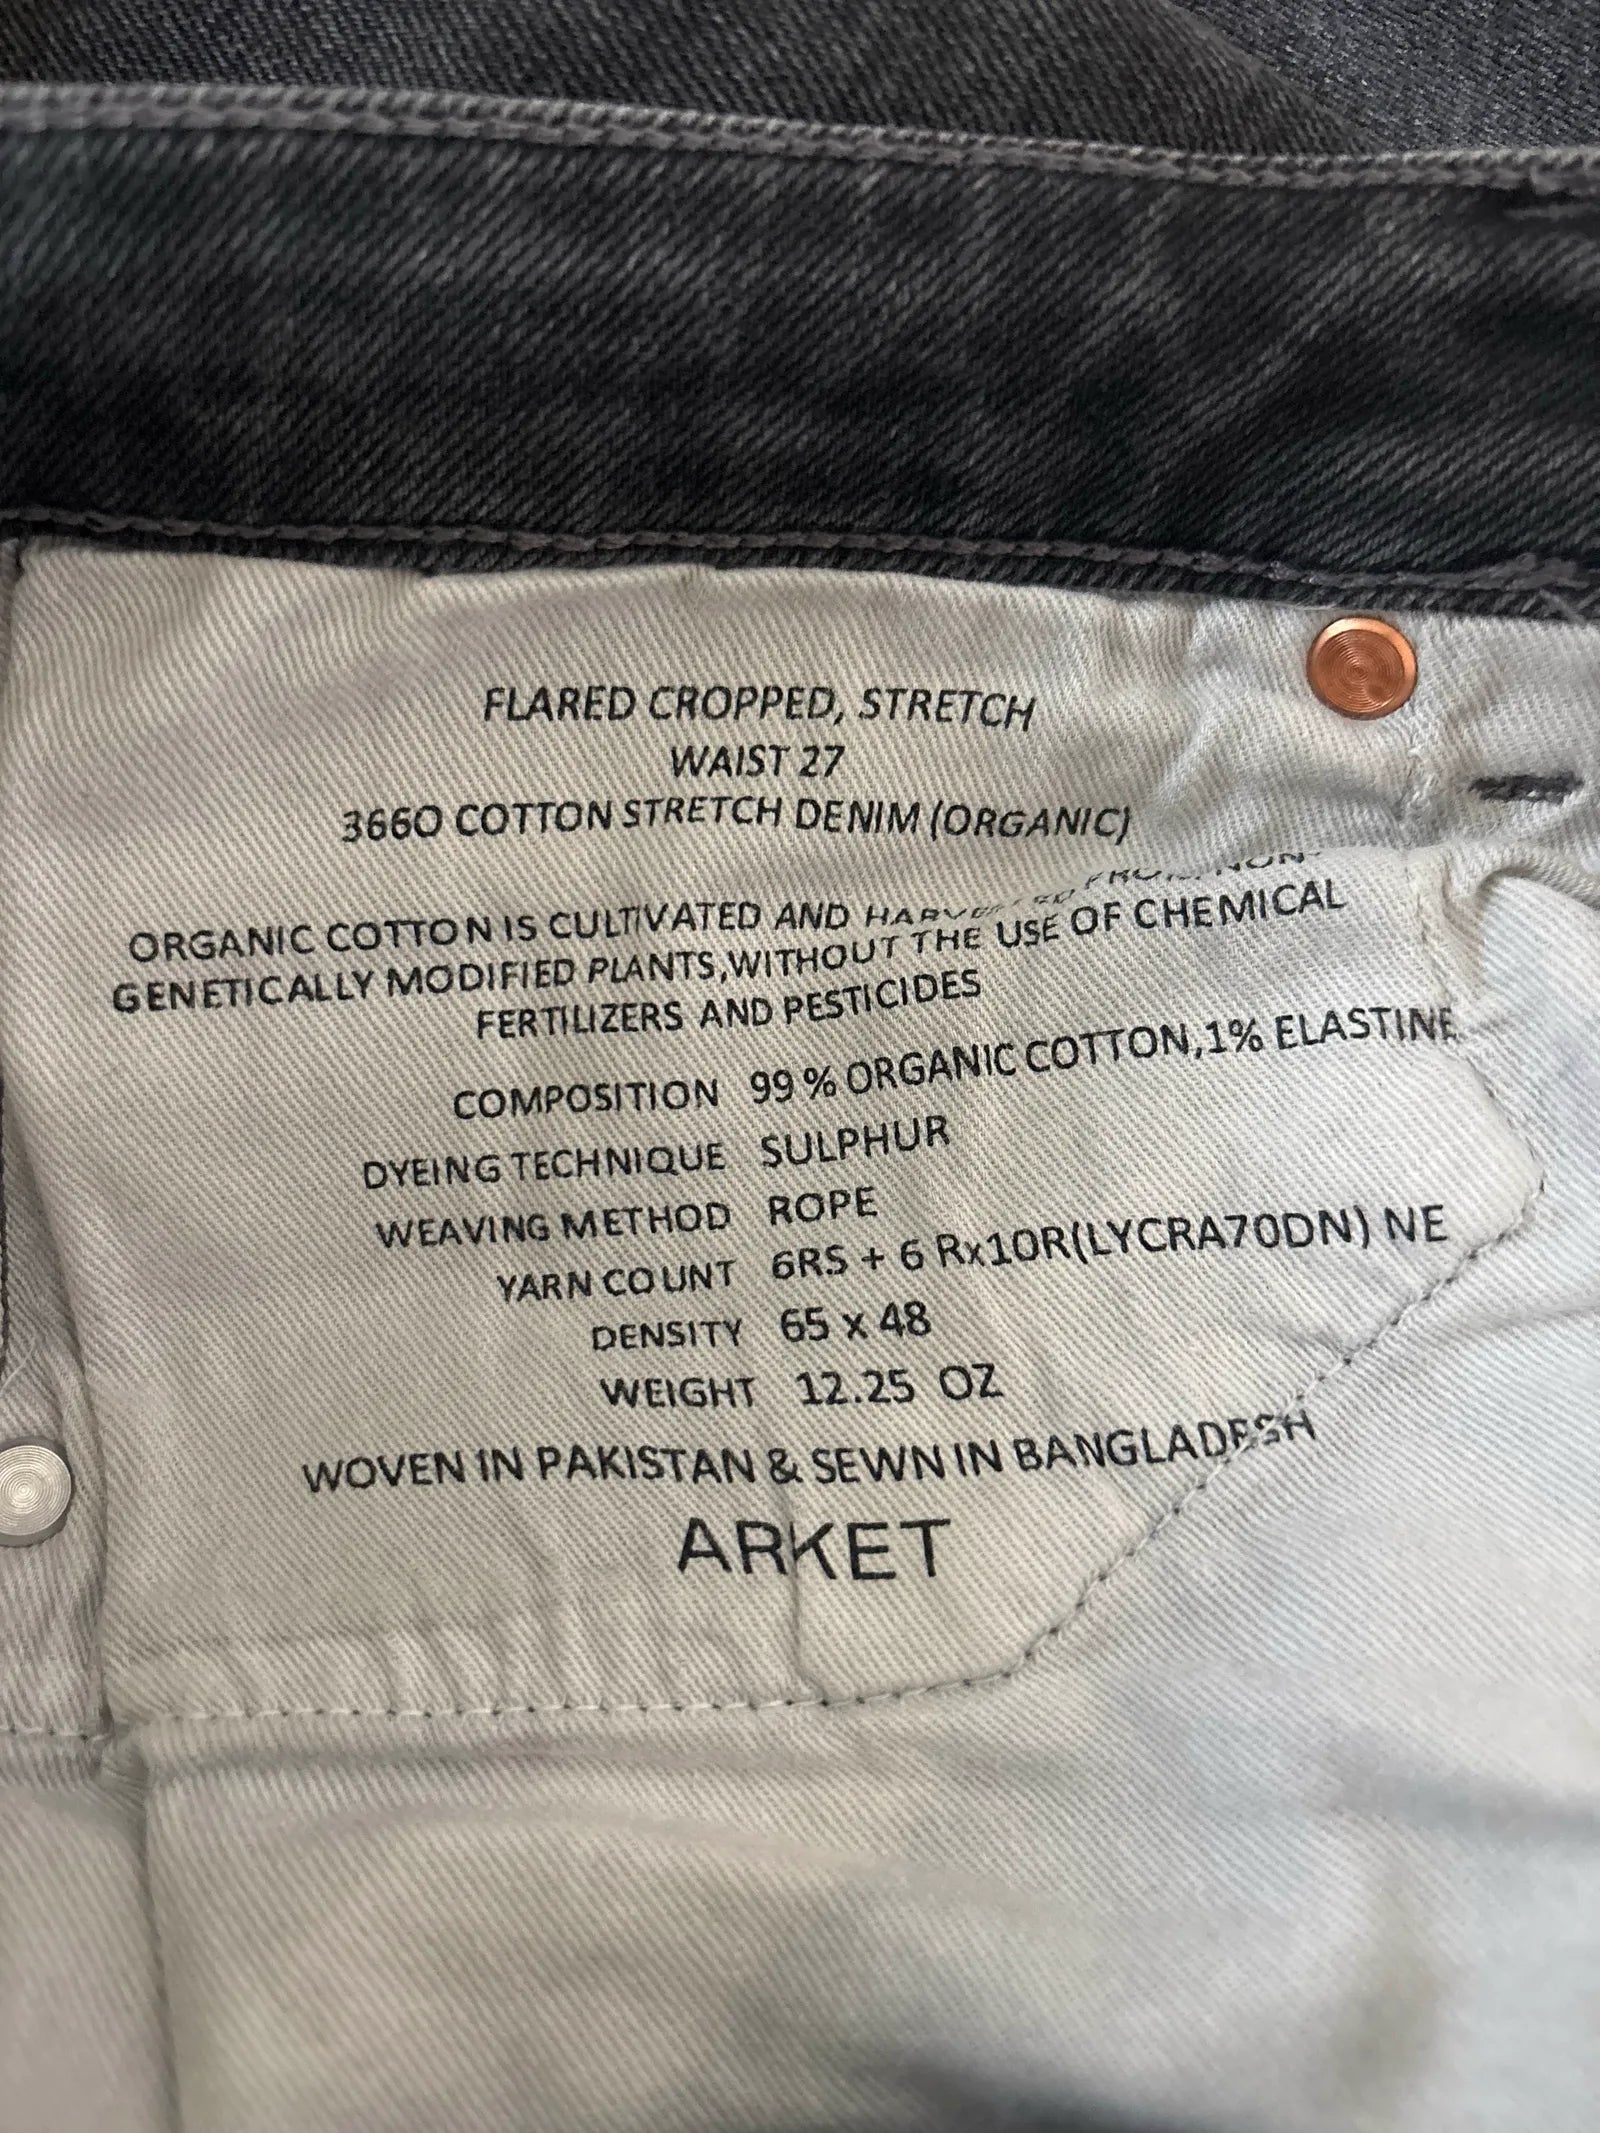 FLARED CROPPED, STRETCH
WAIST 27
3660 COTTON STRETCH DENIM (ORGANIC)
ORGANIC COTTON IS CULTIVATED AND HARVESTED FROM NON-
GENETICALLY MODIFIED PLANTS,WITHOUT THE USE OF CHEMICAL
FERTILIZERS AND PESTICIDES
COMPOSITION 99 % ORGANIC COTTON,1% ELASTINE
DYEING TECHNIQUE SULPHUR
WEAVING METHOD ROPE
YARN COUNT 6RS + 6 Rx10R(LYCRA70DN) NE
DENSITY 65 x 48
WEIGHT 12.25 OZ
WOVEN IN PAKISTAN & SEWN IN BANGLADESH
ARKET